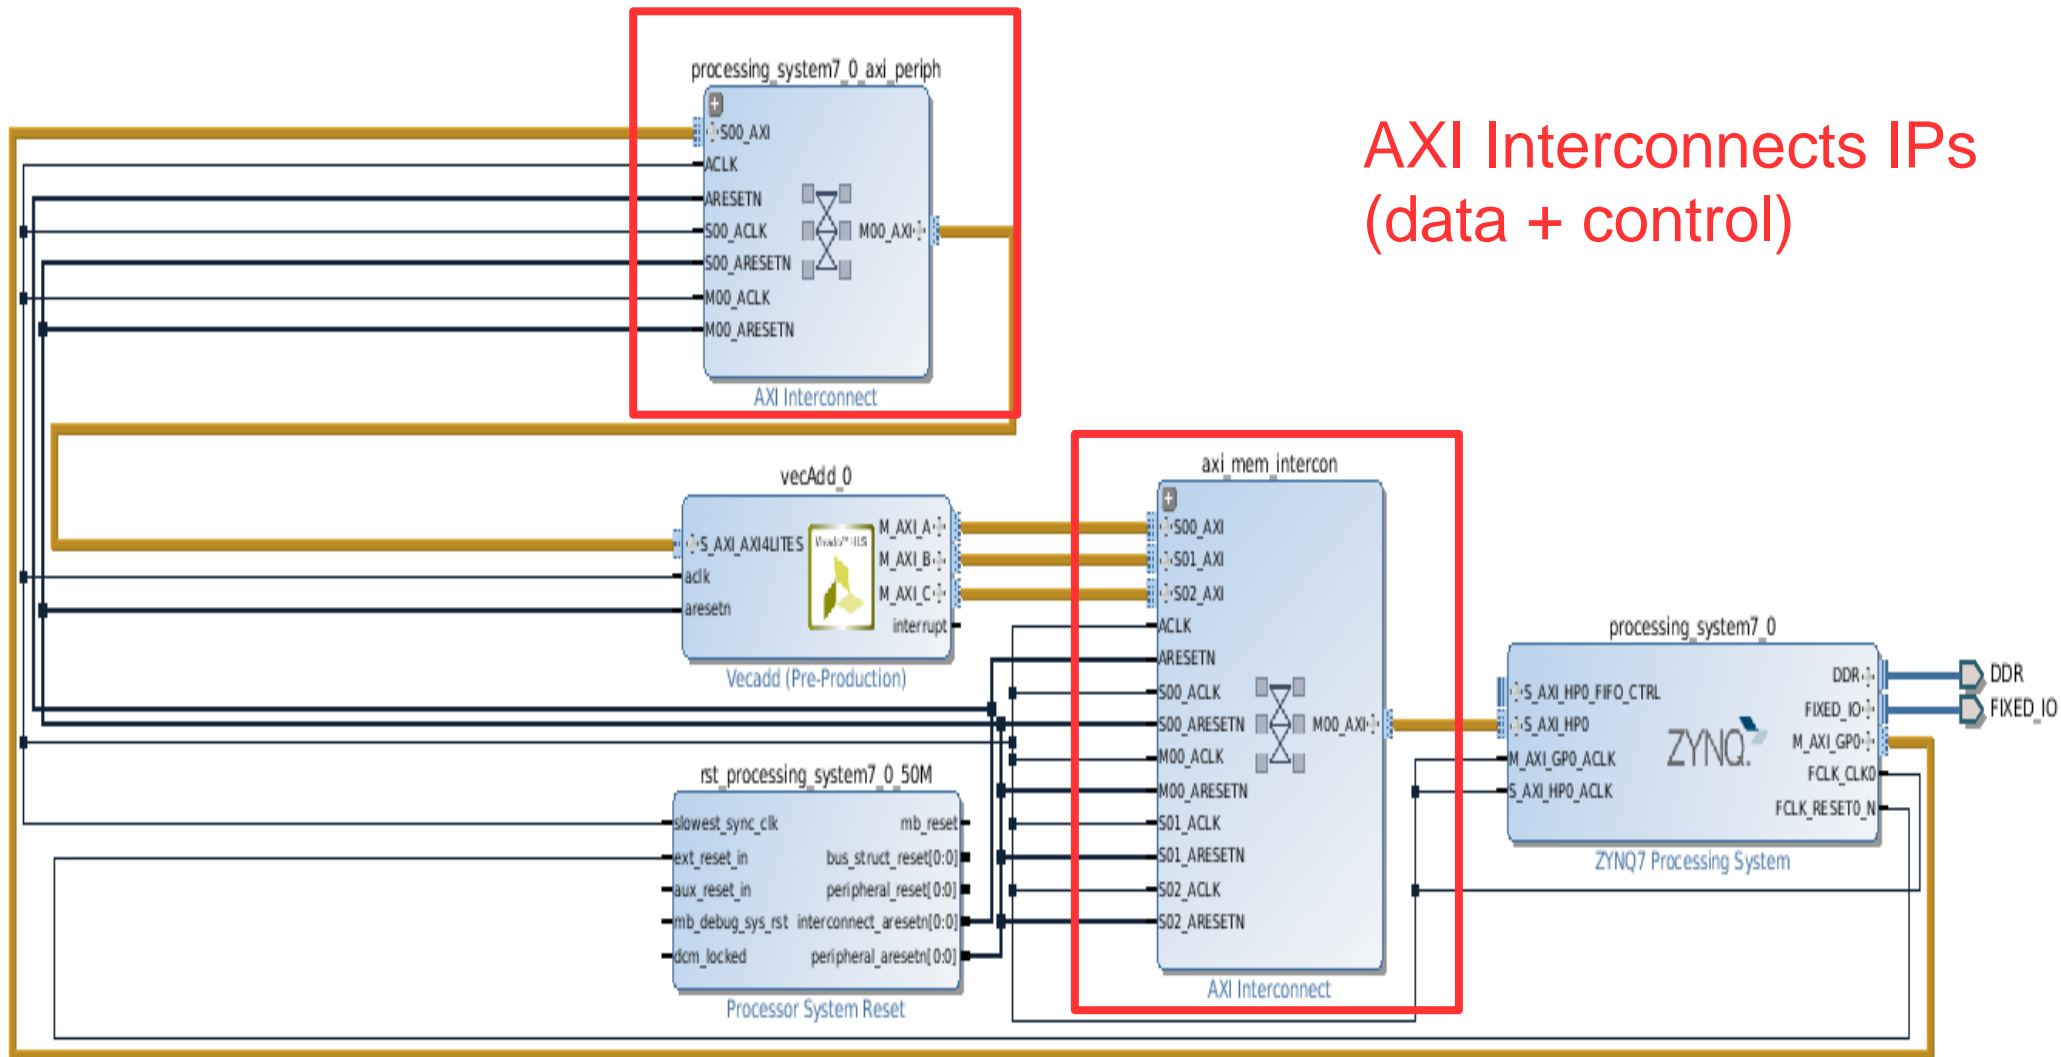 processing_system7_0_axi_periph
S00_AXI
ACLK
ARESETN
S00_ACLK
M00_AXI
S00_ARESETN
M00_ACLK
M00_ARESETN
AXI Interconnect
AXI Interconnects IPs
(data + control)
vecAdd_0
S_AXI_AXI4LITES
aclk
aresetn
Vivado™ HLS
M_AXI_A
M_AXI_B
M_AXI_C
interrupt
Vecadd (Pre-Production)
axi_mem_intercon
S00_AXI
S01_AXI
S02_AXI
ACLK
ARESETN
S00_ACLK
S00_ARESETN
M00_AXI
M00_ACLK
M00_ARESETN
S01_ACLK
S01_ARESETN
S02_ACLK
S02_ARESETN
AXI Interconnect
processing_system7_0
S_AXI_HP0_FIFO_CTRL
S_AXI_HP0
M_AXI_GP0_ACLK
S_AXI_HP0_ACLK
ZYNQ.
DDR
FIXED_IO
M_AXI_GP0
FCLK_CLK0
FCLK_RESET0_N
ZYNQ7 Processing System
DDR
FIXED_IO
rst_processing_system7_0_50M
slowest_sync_clk
ext_reset_in
aux_reset_in
mb_debug_sys_rst
dcm_locked
mb_reset
bus_struct_reset[0:0]
peripheral_reset[0:0]
interconnect_aresetn[0:0]
peripheral_aresetn[0:0]
Processor System Reset